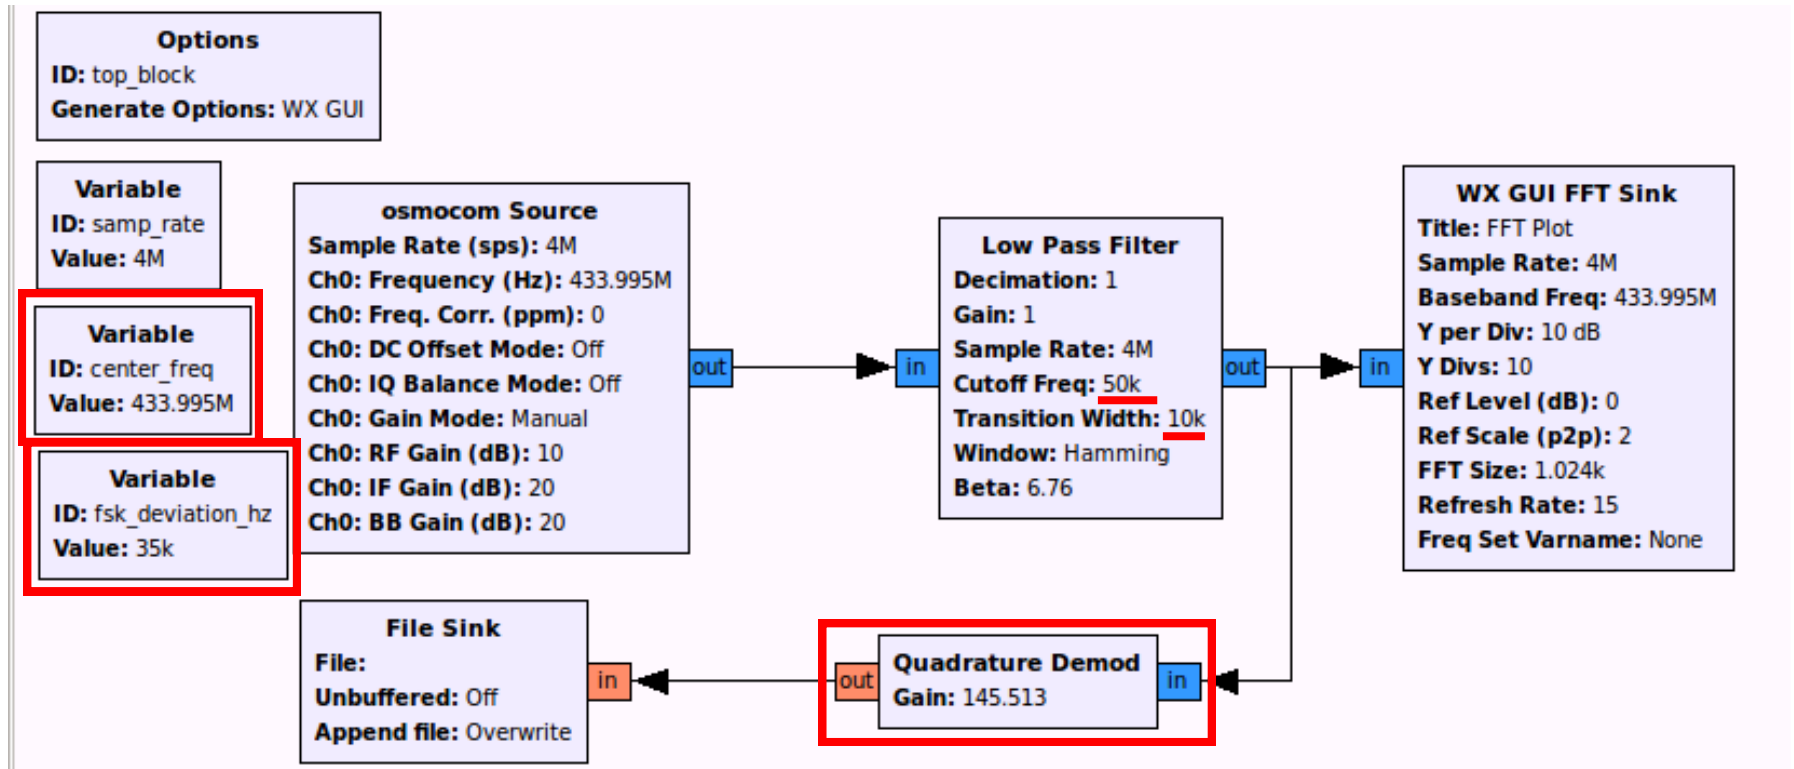 Options
ID: top_block
Generate Options: WX GUI
Variable
ID: samp_rate
Value: 4M
Variable
ID: center_freq
Value: 433.995M
Variable
ID: fsk_deviation_hz
Value: 35k
osmocom Source
Sample Rate (sps): 4M
Ch0: Frequency (Hz): 433.995M
Ch0: Freq. Corr. (ppm): 0
Ch0: DC Offset Mode: Off
Ch0: IQ Balance Mode: Off
Ch0: Gain Mode: Manual
Ch0: RF Gain (dB): 10
Ch0: IF Gain (dB): 20
Ch0: BB Gain (dB): 20
out
in
Low Pass Filter
Decimation: 1
Gain: 1
Sample Rate: 4M
Cutoff Freq: 50k
Transition Width: 10k
Window: Hamming
Beta: 6.76
out
in
WX GUI FFT Sink
Title: FFT Plot
Sample Rate: 4M
Baseband Freq: 433.995M
Y per Div: 10 dB
Y Divs: 10
Ref Level (dB): 0
Ref Scale (p2p): 2
FFT Size: 1.024k
Refresh Rate: 15
Freq Set Varname: None
File Sink
File:
Unbuffered: Off
Append file: Overwrite
in
out
Quadrature Demod
Gain: 145.513
in